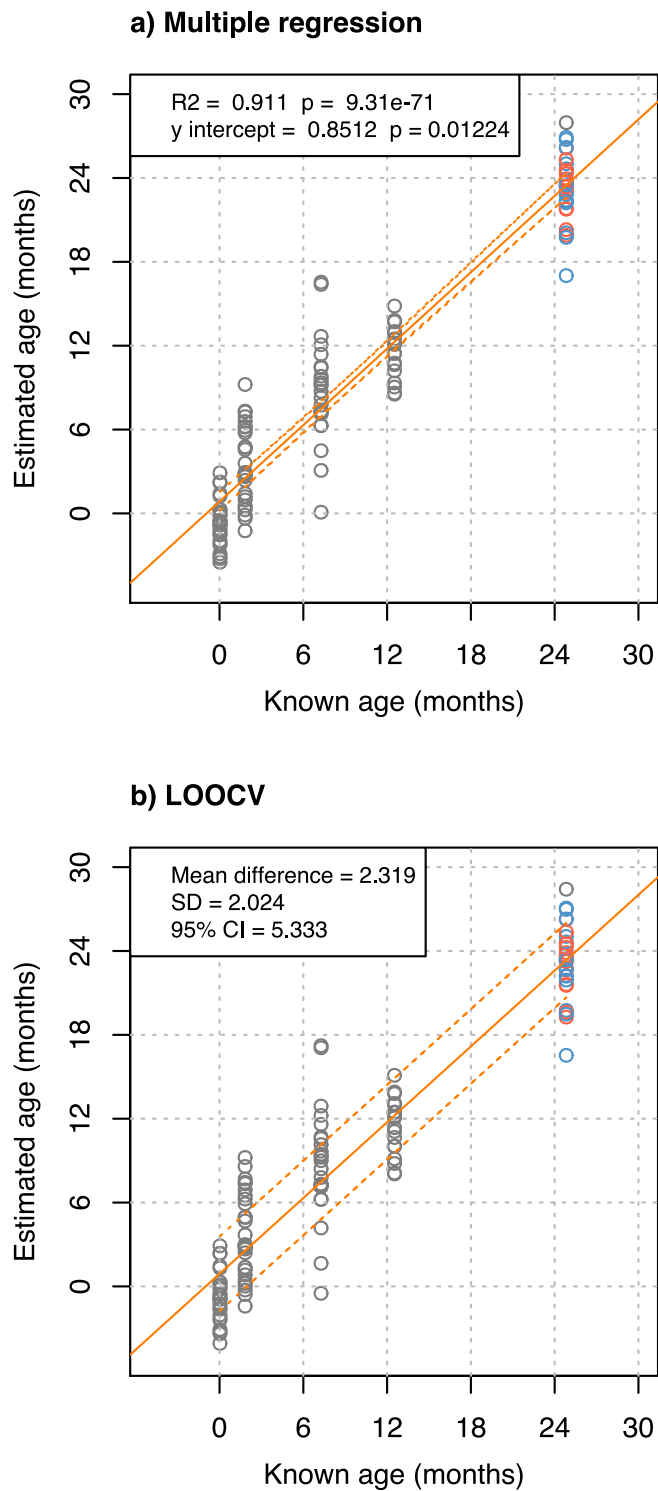 a) Multiple regression
R2 = 0.911 p = 9.31e-71
y intercept = 0.8512 p = 0.01224
30
24
18
12
6
0
Estimated age (months)
0 6 12 18 24 30
Known age (months)
b) LOOCV
Mean difference = 2.319
SD = 2.024
95% CI = 5.333
30
24
18
12
6
0
Estimated age (months)
0 6 12 18 24 30
Known age (months)